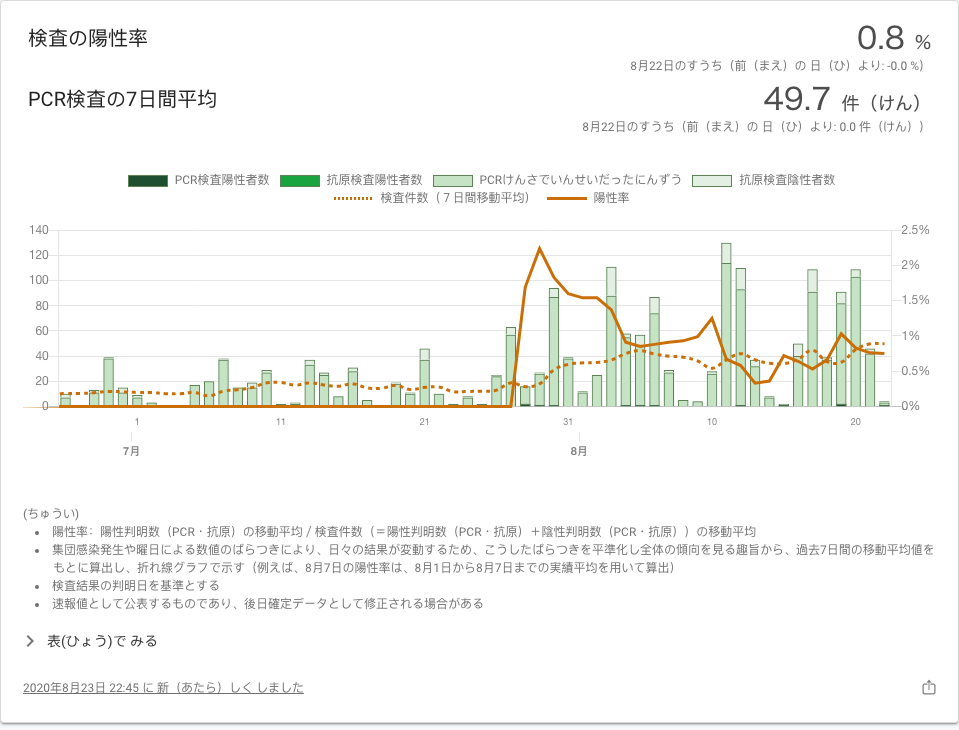 検査の陽性率
0.8 %
8月22日のすうち（前（まえ）の 日（ひ）より: -0.0 %）
PCR検査の7日間平均
49.7 件（けん）
8月22日のすうち（前（まえ）の 日（ひ）より: 0.0 件（けん））
PCR検査陽性者数 抗原検査陽性者数 PCRけんさでいんせいだったにんずう 抗原検査陰性者数
検査件数（７日間移動平均） 陽性率
140 2.5%
120 2%
100
80 1.5%
60 1%
40 0.5%
20
0 0%
1 11 21 31 10 20
7月 8月
(ちゅうい)
• 陽性率：陽性判明数（PCR・抗原）の移動平均 / 検査件数（＝陽性判明数（PCR・抗原）＋陰性判明数（PCR・抗原））の移動平均
• 集団感染発生や曜日による数値のばらつきにより、日々の結果が変動するため、こうしたばらつきを平準化し全体の傾向を見る趣旨から、過去7日間の移動平均値を
もとに算出し、折れ線グラフで示す（例えば、8月7日の陽性率は、8月1日から8月7日までの実績平均を用いて算出）
• 検査結果の判明日を基準とする
• 速報値として公表するものであり、後日確定データとして修正される場合がある
表(ひょう)で みる
2020年8月23日 22:45 に 新（あたら）しく しました